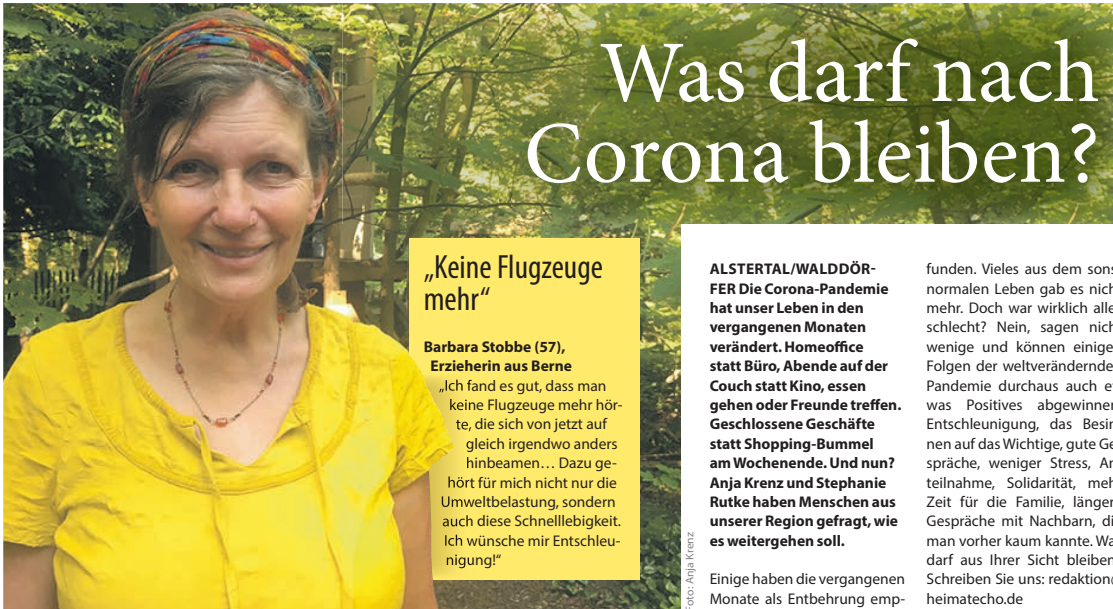 Was darf nach
Corona bleiben?
„Keine Flugzeuge
mehr“
Barbara Stobbe (57),
Erzieherin aus Berne
„Ich fand es gut, dass man
keine Flugzeuge mehr hör-
te, die sich von jetzt auf
gleich irgendwo anders
hinbeamen… Dazu ge-
hört für mich nicht nur die
Umweltbelastung, sondern
auch diese Schnelllebigkeit.
Ich wünsche mir Entschleu-
nigung!“
Foto: Anja Krenz
ALSTERTAL/WALDDÖR-
FER Die Corona-Pandemie
hat unser Leben in den
vergangenen Monaten
verändert. Homeoffice
statt Büro, Abende auf der
Couch statt Kino, essen
gehen oder Freunde treffen.
Geschlossene Geschäfte
statt Shopping-Bummel
am Wochenende. Und nun?
Anja Krenz und Stephanie
Rutke haben Menschen aus
unserer Region gefragt, wie
es weitergehen soll.
Einige haben die vergangenen
Monate als Entbehrung emp-
funden. Vieles aus dem sons
normalen Leben gab es nich
mehr. Doch war wirklich alle
schlecht? Nein, sagen nich
wenige und können einige
Folgen der weltverändernde
Pandemie durchaus auch e
was Positives abgewinner
Entschleunigung, das Besin
nen auf das Wichtige, gute Ge
spräche, weniger Stress, An
teilnahme, Solidarität, meh
Zeit für die Familie, länger
Gespräche mit Nachbarn, di
man vorher kaum kannte. Wa
darf aus Ihrer Sicht bleiben
Schreiben Sie uns: redaktion
heimatecho.de